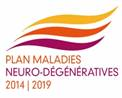 PLAN MALADIES
NEURO-DÉGÉNÉRATIVES
2014 | 2019